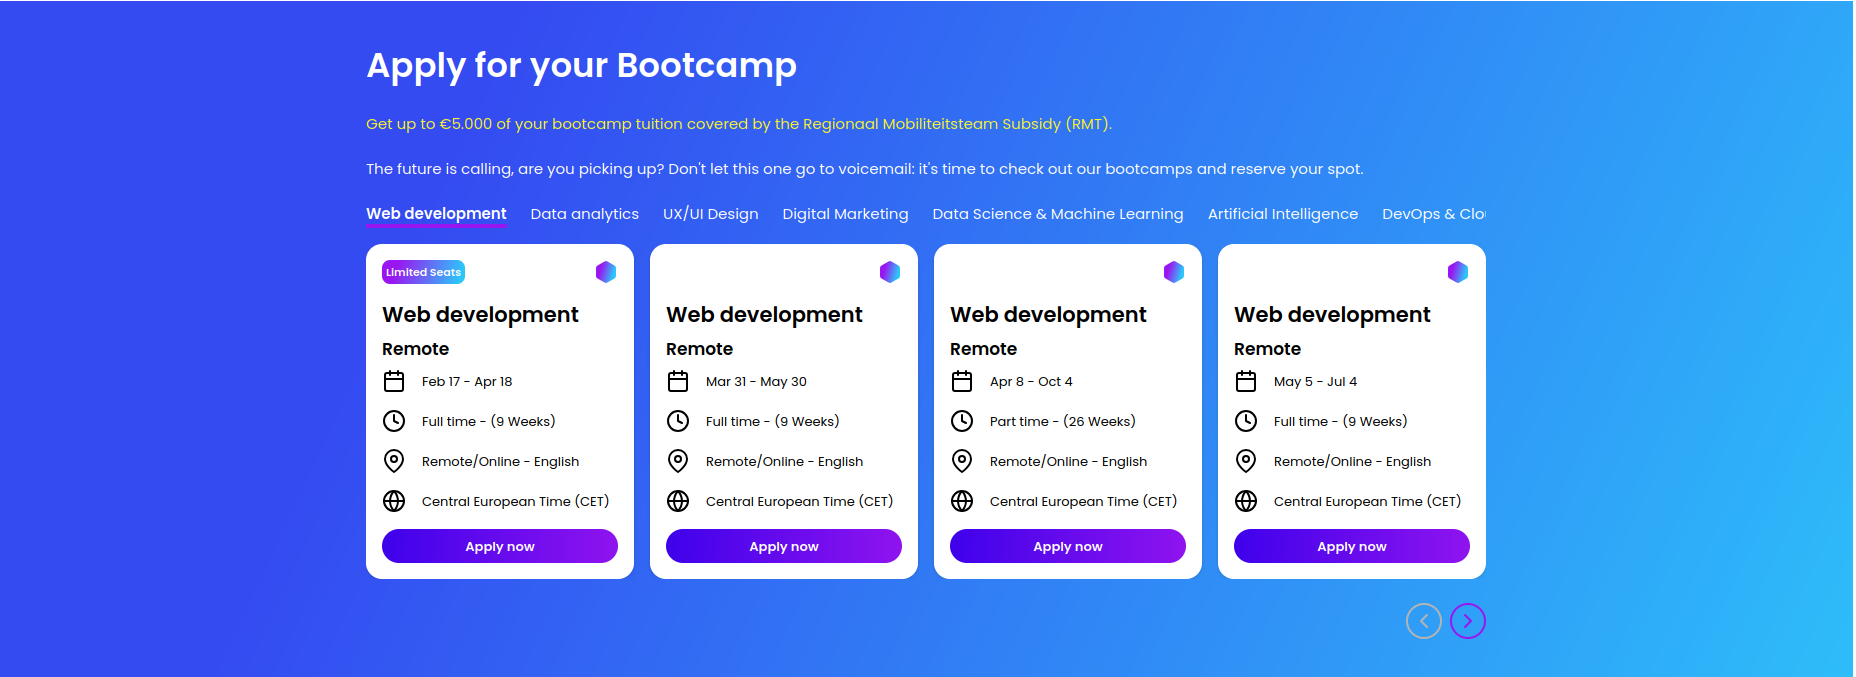 Apply for your Bootcamp
Get up to €5.000 of your bootcamp tuition covered by the Regionaal Mobiliteitsteam Subsidy (RMT).
The future is calling, are you picking up? Don't let this one go to voicemail: it's time to check out our bootcamps and reserve your spot.
Web development Data analytics UX/UI Design Digital Marketing Data Science & Machine Learning Artificial Intelligence DevOps &
Limited Seats
Web development
Remote
Feb 17 - Apr 18
Full time - (9 Weeks)
Remote/Online - English
Central European Time (CET)
Apply now
Web development
Remote
Mar 31 - May 30
Full time - (9 Weeks)
Remote/Online - English
Central European Time (CET)
Apply now
Web development
Remote
Apr 8 - Oct 4
Part time - (26 Weeks)
Remote/Online - English
Central European Time (CET)
Apply now
Web development
Remote
May 5 - Jul 4
Full time - (9 Weeks)
Remote/Online - English
Central European Time (CET)
Apply now